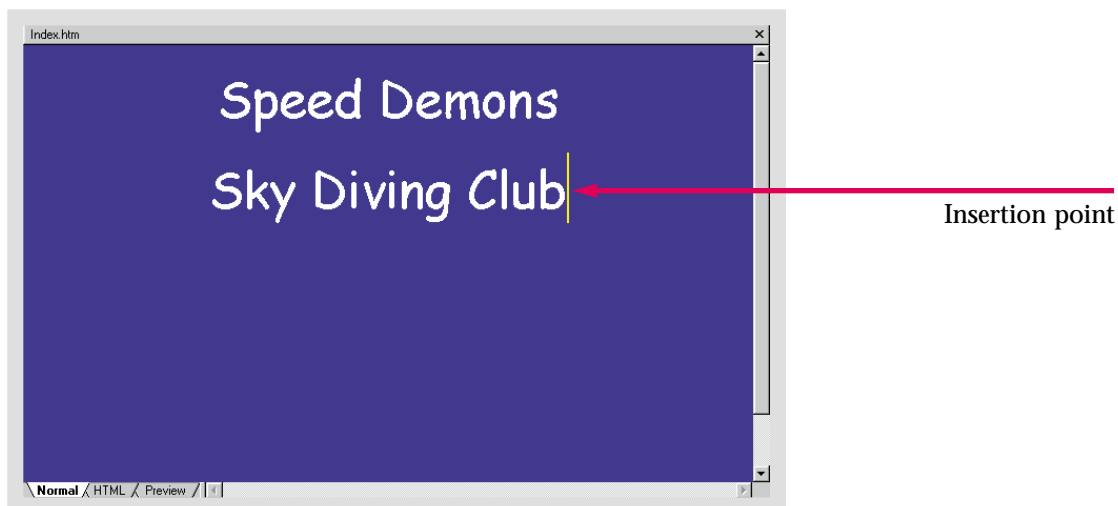 Index.htm
Speed Demons
Sky Diving Club
Insertion point
Normal HTML Preview